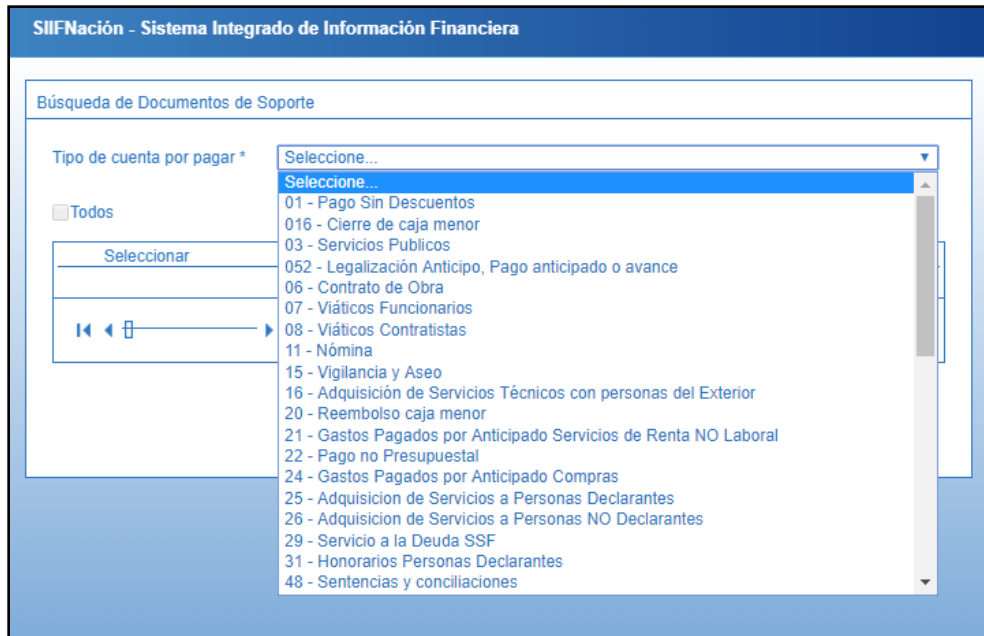 SIIFNación - Sistema Integrado de Información Financiera
Búsqueda de Documentos de Soporte
Tipo de cuenta por pagar *
Seleccione...
Seleccione...
01 - Pago Sin Descuentos
Todos
016 - Cierre de caja menor
03 - Servicios Publicos
Seleccionar
052 - Legalización Anticipo, Pago anticipado o avance
06 - Contrato de Obra
07 - Viáticos Funcionarios
08 - Viáticos Contratistas
11 - Nómina
15 - Vigilancia y Aseo
16 - Adquisición de Servicios Técnicos con personas del Exterior
20 - Reembolso caja menor
21 - Gastos Pagados por Anticipado Servicios de Renta NO Laboral
22 - Pago no Presupuestal
24 - Gastos Pagados por Anticipado Compras
25 - Adquisicion de Servicios a Personas Declarantes
26 - Adquisicion de Servicios a Personas NO Declarantes
29 - Servicio a la Deuda SSF
31 - Honorarios Personas Declarantes
48 - Sentencias y conciliaciones